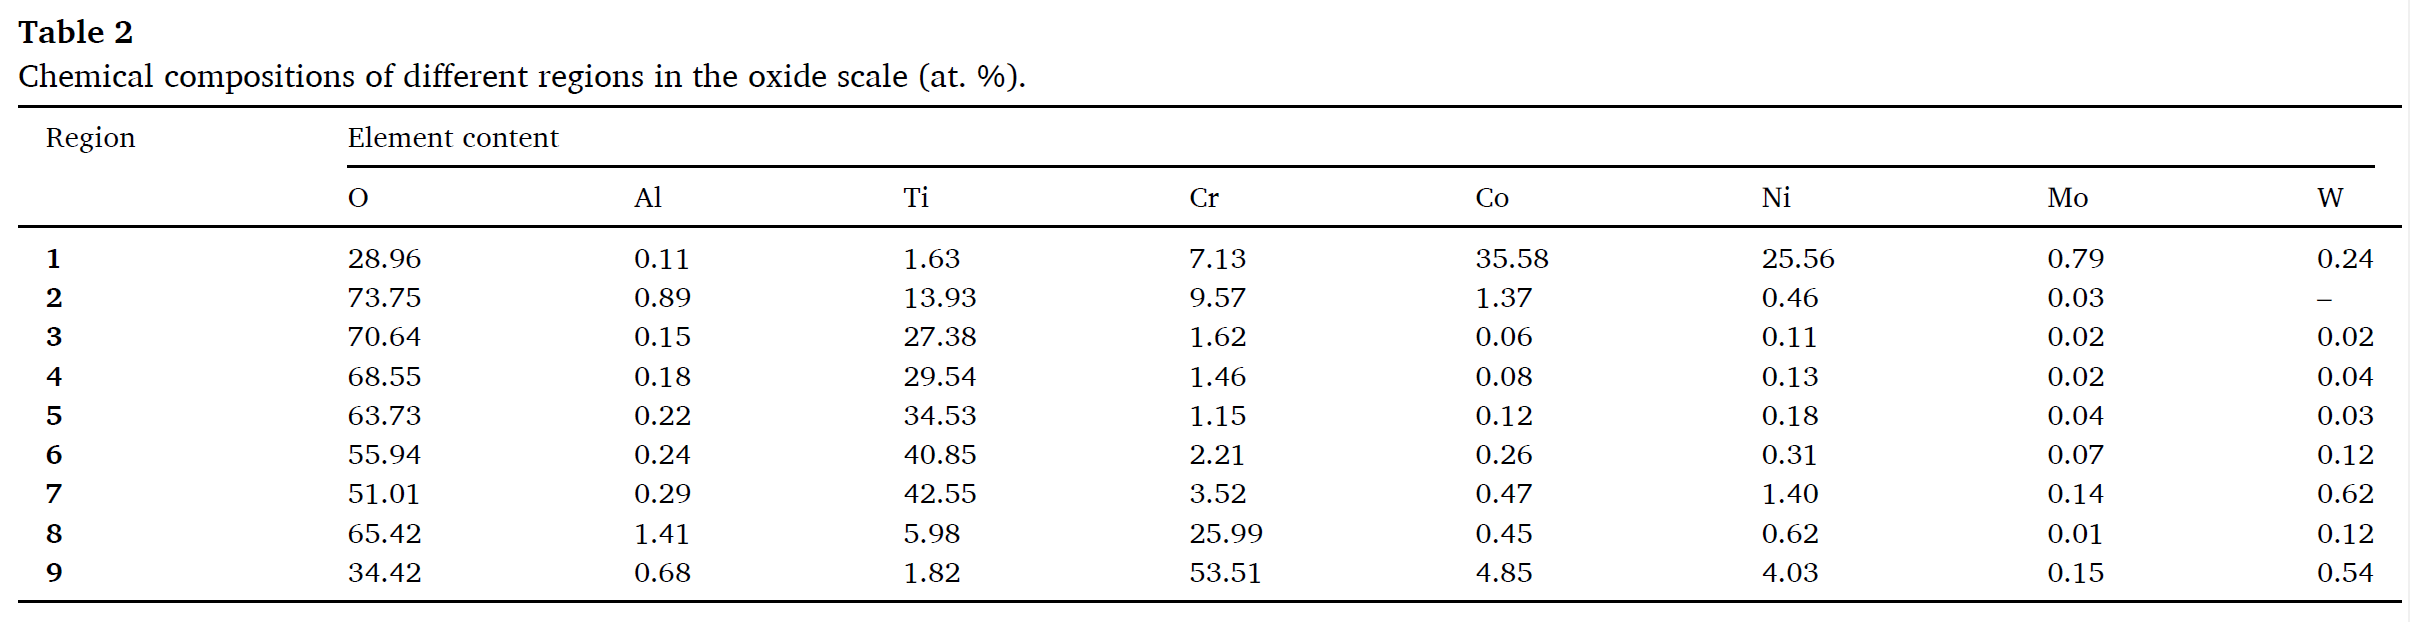 Table 2
Chemical compositions of different regions in the oxide scale (at. %).
Region Element content
O Al Ti Cr Co Ni Mo W
1 28.96 0.11 1.63 7.13 35.58 25.56 0.79 0.24
2 73.75 0.89 13.93 9.57 1.37 0.46 0.03 –
3 70.64 0.15 27.38 1.62 0.06 0.11 0.02 0.02
4 68.55 0.18 29.54 1.46 0.08 0.13 0.02 0.04
5 63.73 0.22 34.53 1.15 0.12 0.18 0.04 0.03
6 55.94 0.24 40.85 2.21 0.26 0.31 0.07 0.12
7 51.01 0.29 42.55 3.52 0.47 1.40 0.14 0.62
8 65.42 1.41 5.98 25.99 0.45 0.62 0.01 0.12
9 34.42 0.68 1.82 53.51 4.85 4.03 0.15 0.54